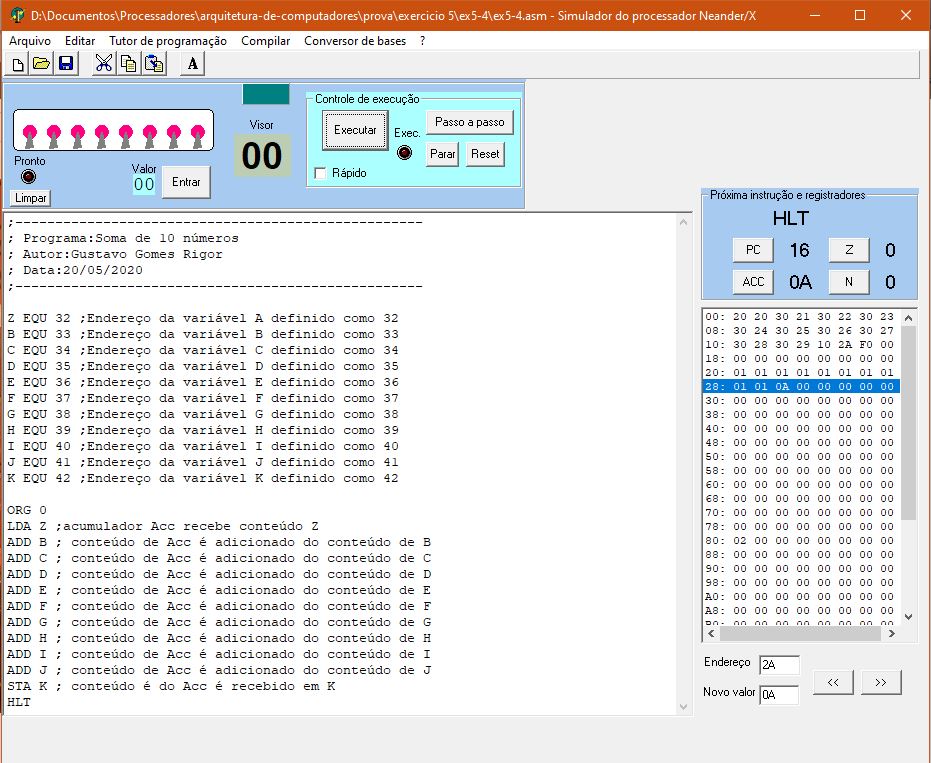 D:\Documentos\Processadores\arquitetura-de-computadores\prova\exercicio 5\ex5-4\ex5-4.asm - Simulador do processador Neander/X
Arquivo Editar Tutor de programação Compilar Conversor de bases ?
A
Pronto
Limpar
Valor
00
Entrar
Visor
00
Controle de execução
Executar
Exec.
Passo a passo
Parar
Reset
Rápido
;---------------------------------------------------
; Programa:Soma de 10 números
; Autor:Gustavo Gomes Rigor
; Data:20/05/2020
;---------------------------------------------------
Z EQU 32 ;Endereço da variável A definido como 32
B EQU 33 ;Endereço da variável B definido como 33
C EQU 34 ;Endereço da variável C definido como 34
D EQU 35 ;Endereço da variável D definido como 35
E EQU 36 ;Endereço da variável E definido como 36
F EQU 37 ;Endereço da variável F definido como 37
G EQU 38 ;Endereço da variável G definido como 38
H EQU 39 ;Endereço da variável H definido como 39
I EQU 40 ;Endereço da variável I definido como 40
J EQU 41 ;Endereço da variável J definido como 41
K EQU 42 ;Endereço da variável K definido como 42
ORG 0
LDA Z ;acumulador Acc recebe conteúdo Z
ADD B ; conteúdo de Acc é adicionado do conteúdo de B
ADD C ; conteúdo de Acc é adicionado do conteúdo de C
ADD D ; conteúdo de Acc é adicionado do conteúdo de D
ADD E ; conteúdo de Acc é adicionado do conteúdo de E
ADD F ; conteúdo de Acc é adicionado do conteúdo de F
ADD G ; conteúdo de Acc é adicionado do conteúdo de G
ADD H ; conteúdo de Acc é adicionado do conteúdo de H
ADD I ; conteúdo de Acc é adicionado do conteúdo de I
ADD J ; conteúdo de Acc é adicionado do conteúdo de J
STA K ; conteúdo é do Acc é recebido em K
HLT
Próxima instrução e registradores
HLT
PC 16 Z 0
ACC 0A N 0
00: 20 20 30 21 30 22 30 23
08: 30 24 30 25 30 26 30 27
10: 30 28 30 29 10 2A F0 00
18: 00 00 00 00 00 00 00 00
20: 01 01 01 01 01 01 01 01
28: 01 01 0A 00 00 00 00 00
30: 00 00 00 00 00 00 00 00
38: 00 00 00 00 00 00 00 00
40: 00 00 00 00 00 00 00 00
48: 00 00 00 00 00 00 00 00
50: 00 00 00 00 00 00 00 00
58: 00 00 00 00 00 00 00 00
60: 00 00 00 00 00 00 00 00
68: 00 00 00 00 00 00 00 00
70: 00 00 00 00 00 00 00 00
78: 00 00 00 00 00 00 00 00
80: 02 00 00 00 00 00 00 00
88: 00 00 00 00 00 00 00 00
90: 00 00 00 00 00 00 00 00
98: 00 00 00 00 00 00 00 00
A0: 00 00 00 00 00 00 00 00
A8: 00 00 00 00 00 00 00 00
B0: 00 00 00 00 00 00 00 00
Endereço 2A
Novo valor 0A
<< >>